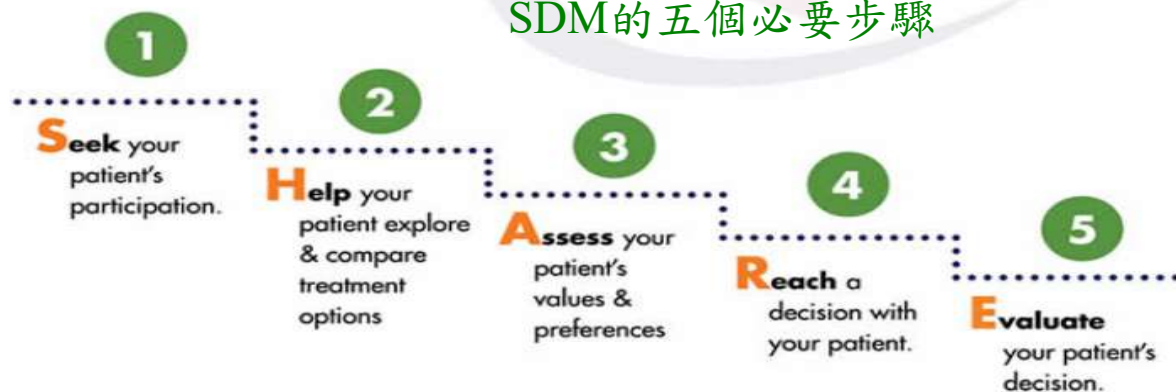 SDM的五個必要步驟
1
Seek your
patient's
participation.
2
Help your
patient explore
& compare
treatment
options
3
Assess your
patient's
values &
preferences
4
Reach a
decision with
your patient.
5
Evaluate
your patient's
decision.